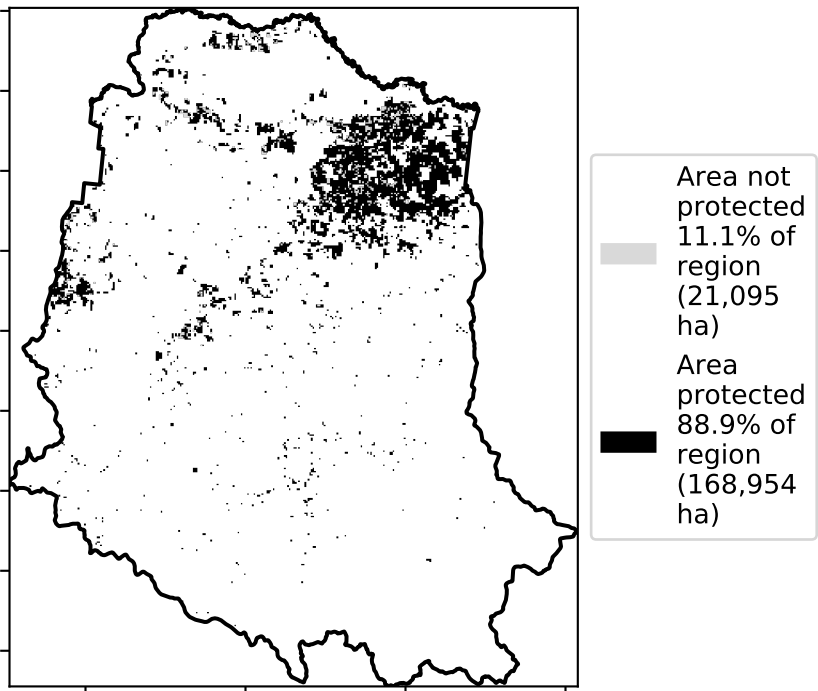 Area not
protected
11.1% of
region
(21,095
ha)
Area
protected
88.9% of
region
(168,954
ha)